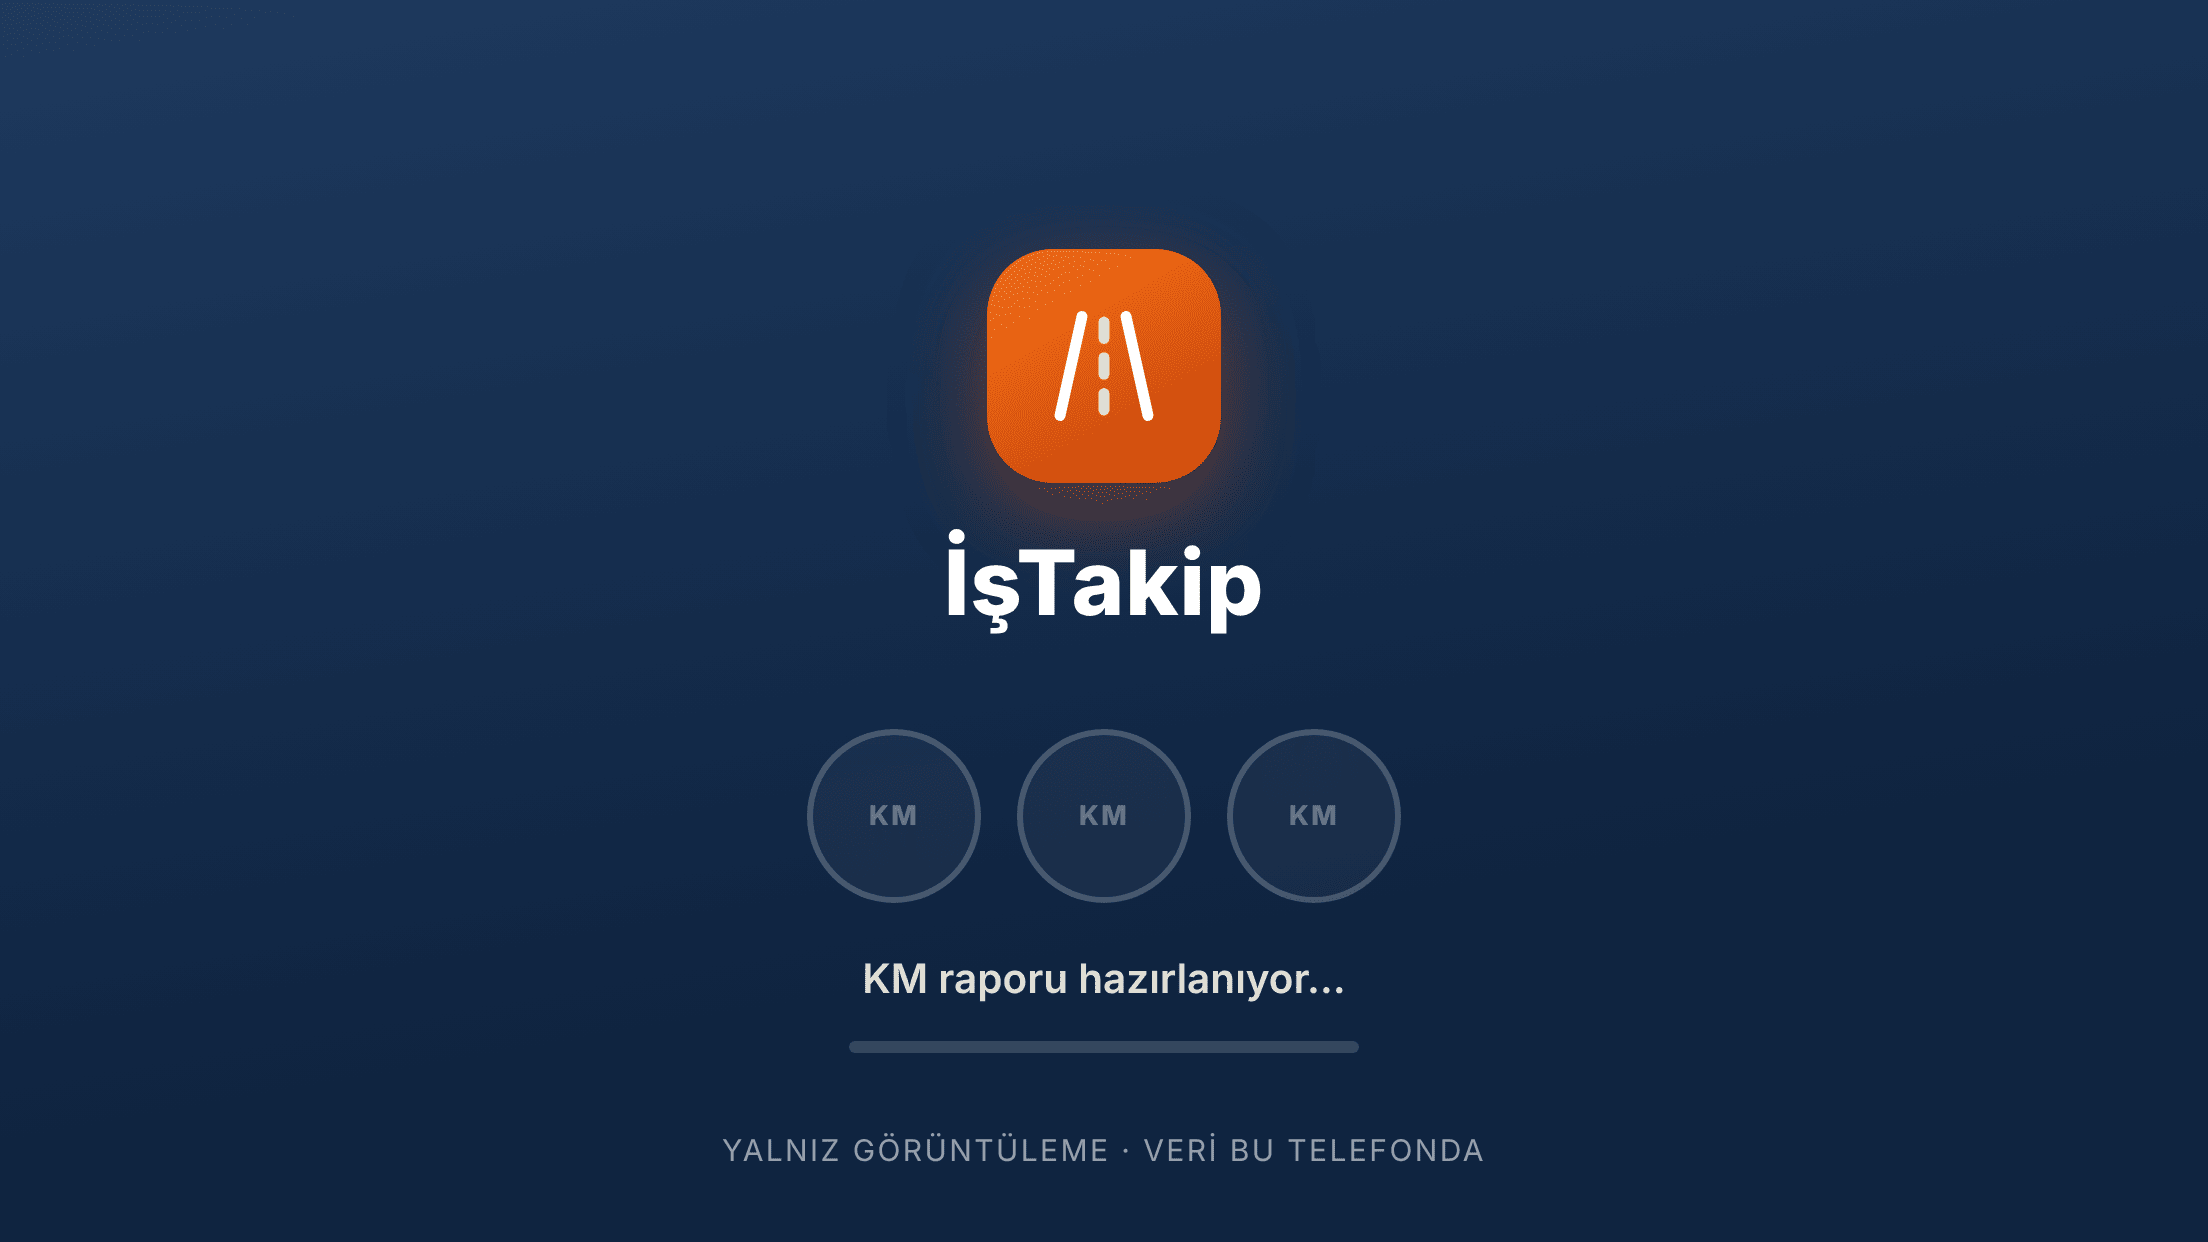 İşTakip
KM KM KM
KM raporu hazırlanıyor...
YALNIZ GÖRÜNTÜLEME · VERİ BU TELEFONDA